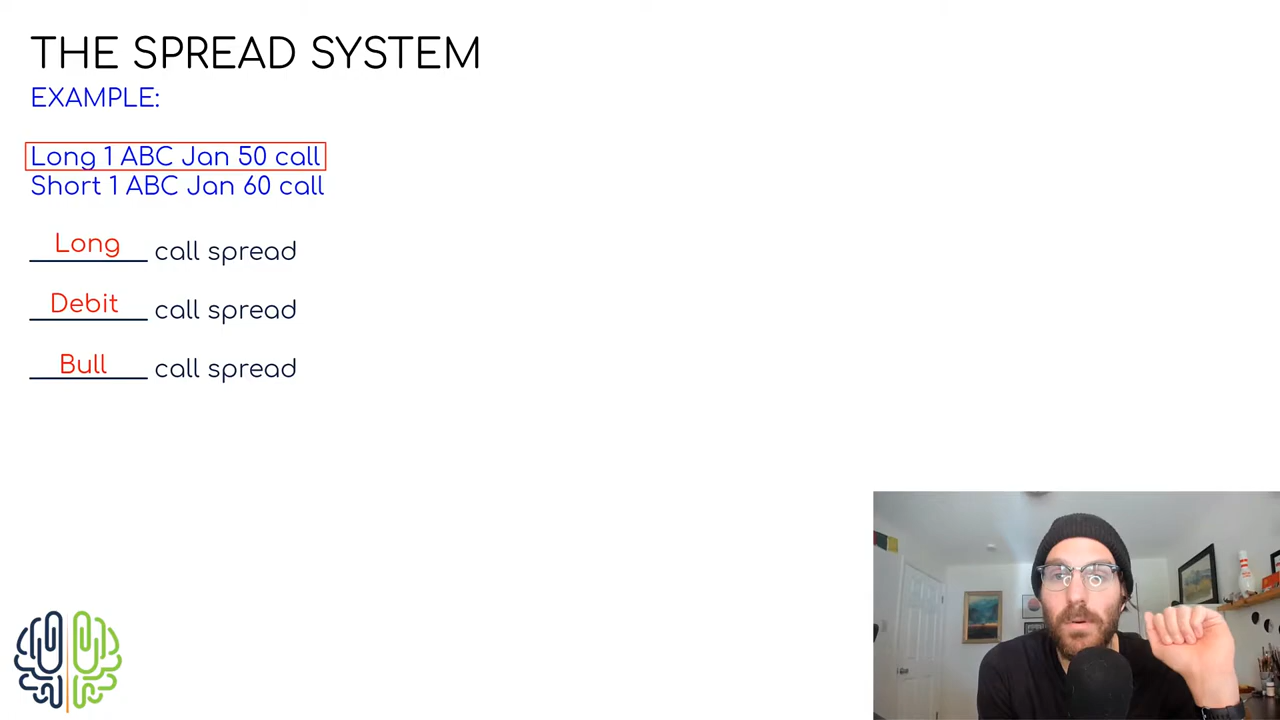 THE SPREAD SYSTEM
EXAMPLE:
Long 1 ABC Jan 50 call
Short 1 ABC Jan 60 call
Long call spread
Debit call spread
Bull call spread